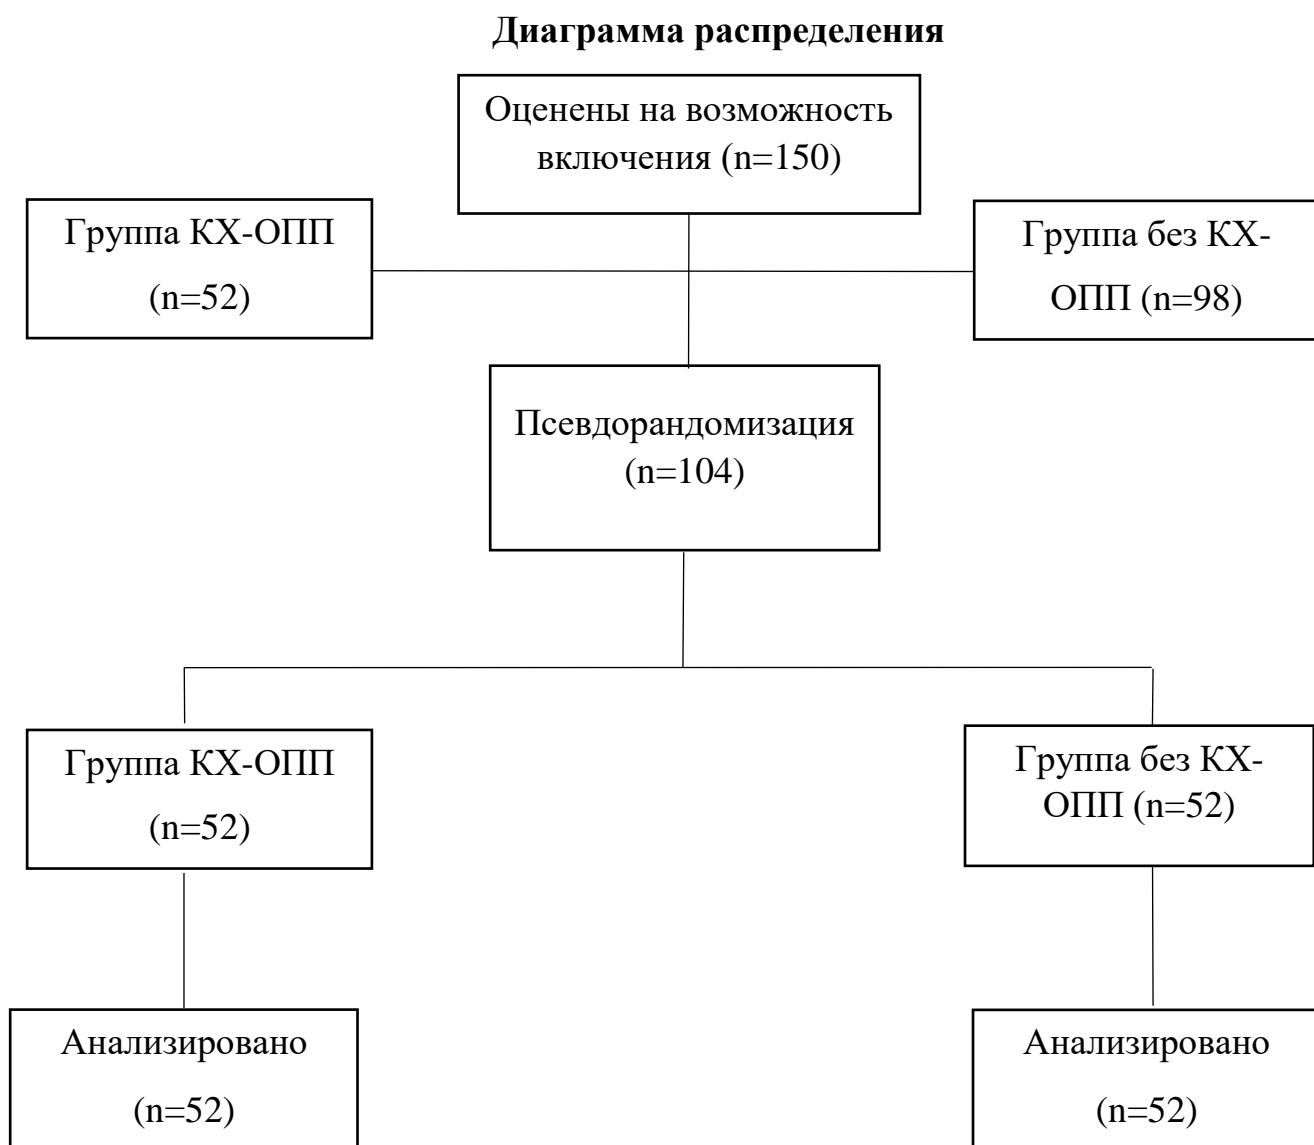 Диаграмма распределения
Оценены на возможность
включения (n=150)
Группа КХ-ОПП
(n=52)
Группа без КХ-
ОПП (n=98)
Псевдорандомизация
(n=104)
Группа КХ-ОПП
(n=52)
Группа без КХ-
ОПП (n=52)
Анализировано
(n=52)
Анализировано
(n=52)